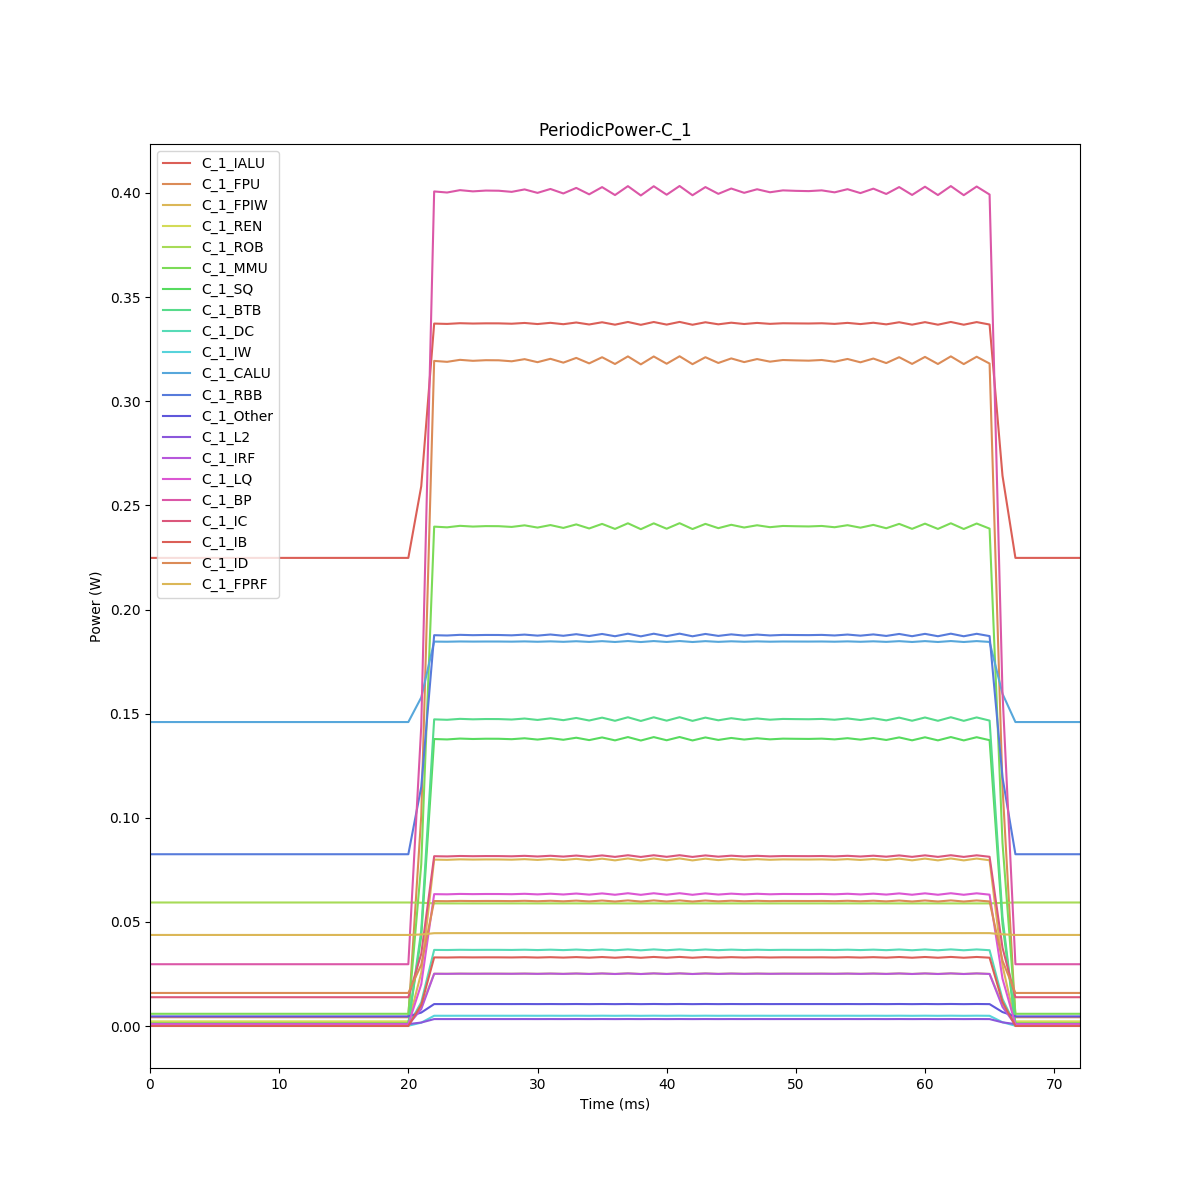 PeriodicPower-C_1
C_1_IALU
C_1_FPU
C_1_FPIW
C_1_REN
C_1_ROB
C_1_MMU
C_1_SQ
C_1_BTB
C_1_DC
C_1_IW
C_1_CALU
C_1_RBB
C_1_Other
C_1_L2
C_1_IRF
C_1_LQ
C_1_BP
C_1_IC
C_1_IB
C_1_ID
C_1_FPRF
0.40
0.35
0.30
0.25
0.20
0.15
0.10
0.05
0.00
Power (W)
0 10 20 30 40 50 60 70
Time (ms)